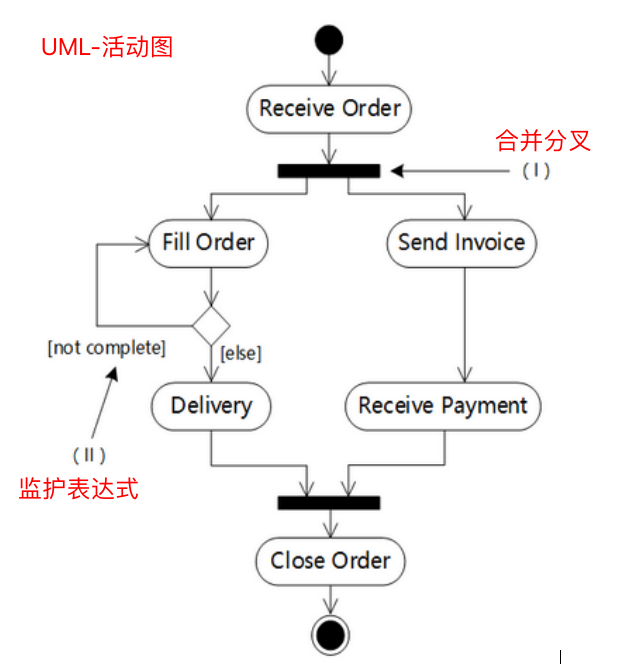 UML-活动图
Receive Order
合并分叉
( I )
Fill Order
Send Invoice
[not complete]
[else]
Delivery
Receive Payment
( II )
监护表达式
Close Order